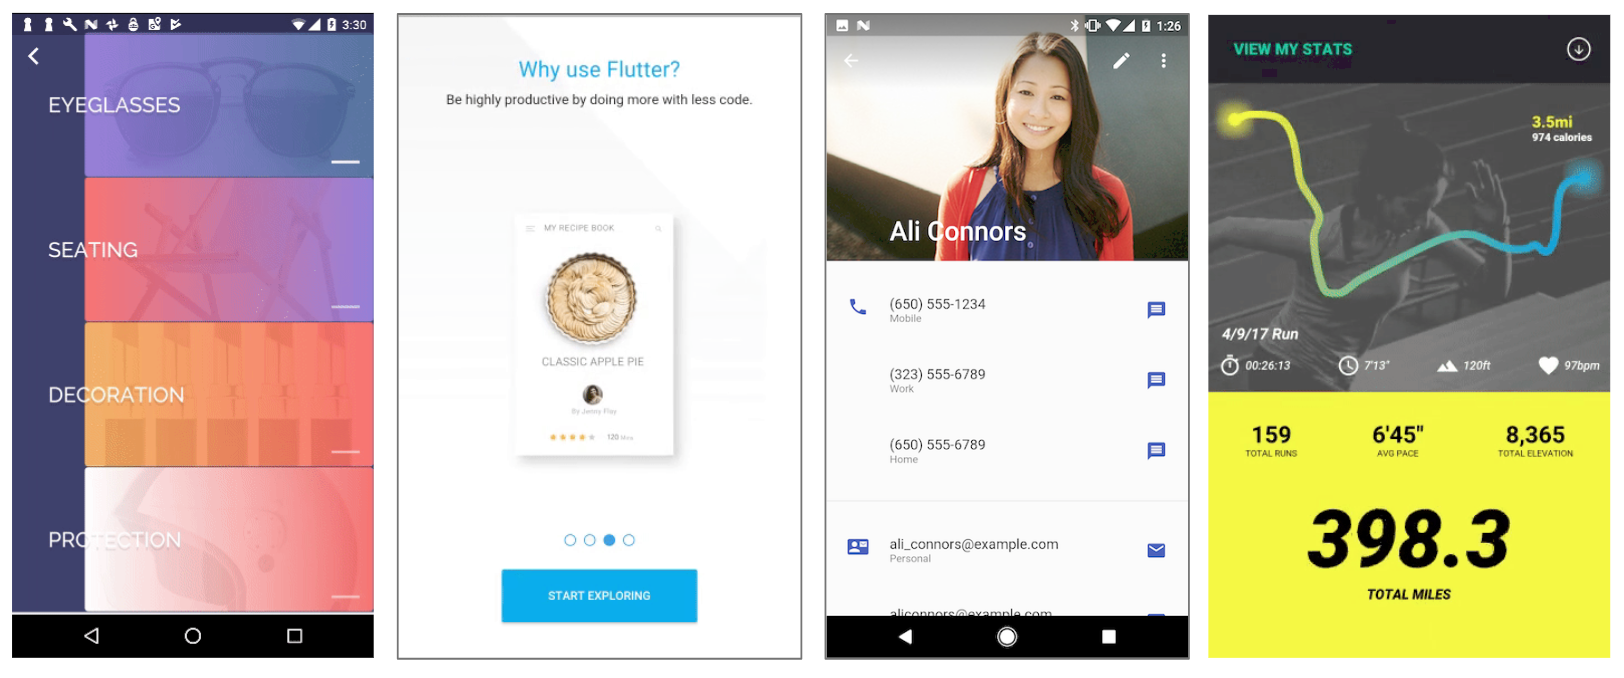 3:30
EYEGLASSES
SEATING
DECORATION
PROTECTION
Why use Flutter?
Be highly productive by doing more with less code.
MY RECIPE BOOK
CLASSIC APPLE PIE
By Jenny Flay
120 Mins
START EXPLORING
1:26
Ali Connors
(650) 555-1234
Mobile
(323) 555-6789
Work
(650) 555-6789
Home
ali_connors@example.com
Personal
aliconnors@example.com
VIEW MY STATS
3.5mi
974 calories
4/9/17 Run
00:26:13
7'13"
120ft
97bpm
159
TOTAL RUNS
6'45"
AVG PACE
8,365
TOTAL ELEVATION
398.3
TOTAL MILES